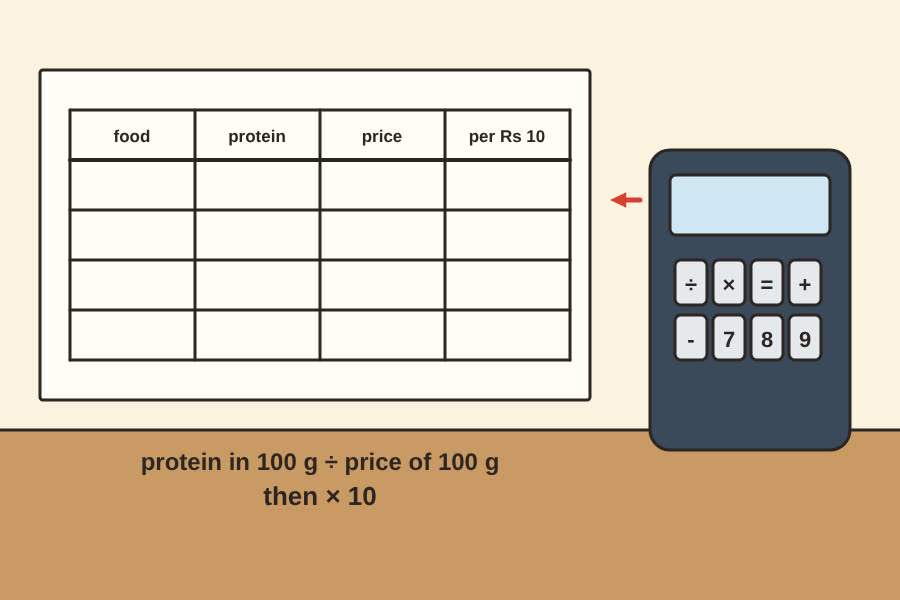 food protein price per Rs 10
÷ × = +
- 7 8 9
protein in 100 g ÷ price of 100 g
then × 10